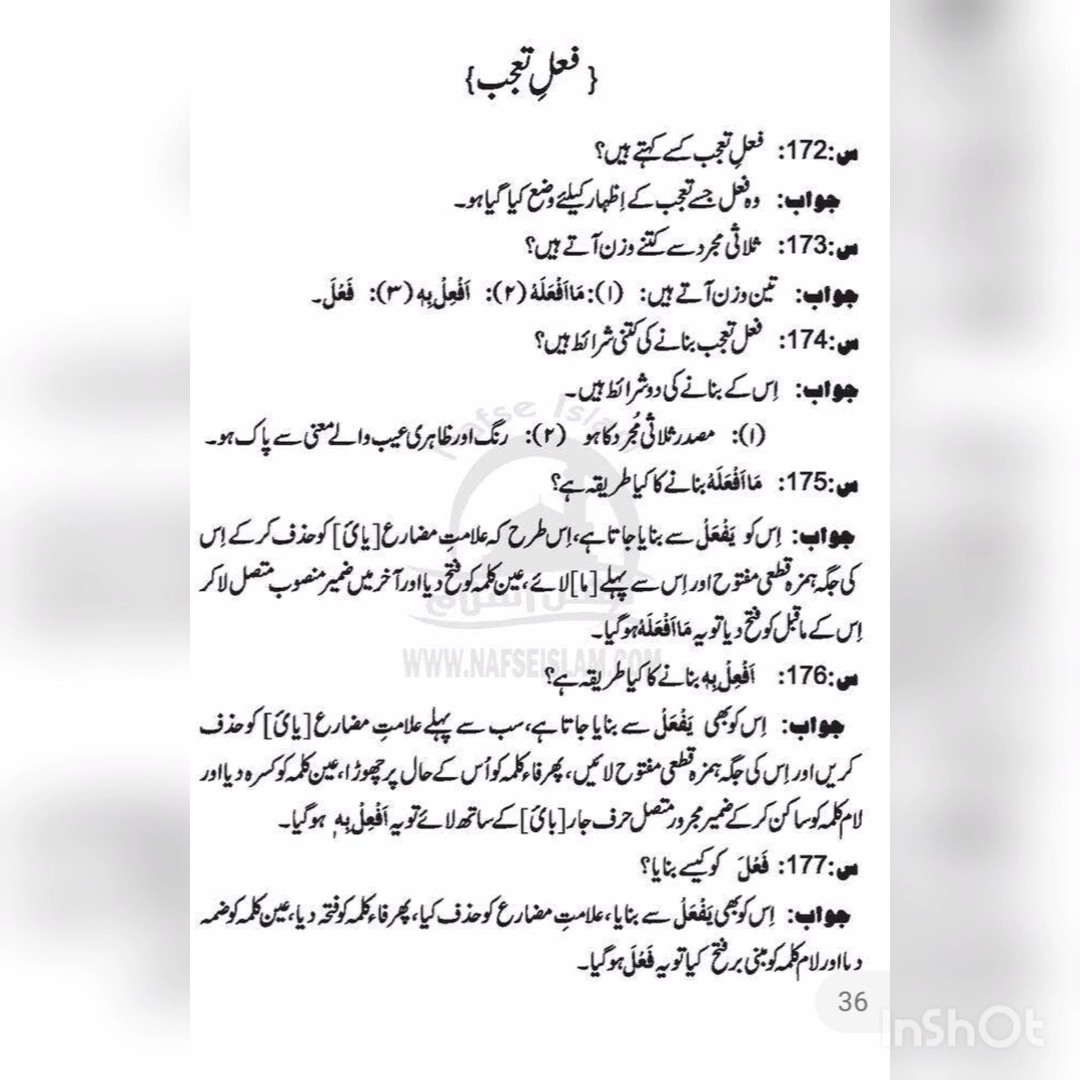 { فعلِ تعجب }
س:172: فعلِ تعجب کسے کہتے ہیں؟
جواب: وہ فعل جسے تعجب کے اِظہار کیلئے وضع کیا گیا ہو۔
س:173: ثلاثی مجرد سے کتنے وزن آتے ہیں؟
جواب: تین وزن آتے ہیں: (۱): مَا اَفْعَلَهٗ (۲): اَفْعِلْ بِهٖ (۳): فَعُلَ۔
س:174: فعل تعجب بنانے کی کتنی شرائط ہیں؟
جواب: اِس کے بنانے کی دو شرائط ہیں۔
(۱): مصدر ثلاثی مُجرد کا ہو (۲): رنگ اور ظاہری عیب والے معنی سے پاک ہو۔
س:175: مَا اَفْعَلَهٗ بنانے کا کیا طریقہ ہے؟
جواب: اِس کو یَفْعَلُ سے بنایا جاتا ہے، اِس طرح کہ علامتِ مضارع [یائ] کو حذف کر کے اِس
کی جگہ ہمزہ قطعی مفتوح اور اِس سے پہلے [ما] لائے، عین کلمہ کو فتح دیا اور آخر میں ضمیر منصوب متصل لا کر
اِس کے ماقبل کو فتح دیا تو یہ مَا اَفْعَلَهٗ ہو گیا۔
س:176: اَفْعِلْ بِهٖ بنانے کا کیا طریقہ ہے؟
جواب: اِس کو بھی یَفْعَلُ سے بنایا جاتا ہے، سب سے پہلے علامتِ مضارع [یائ] کو حذف
کریں اور اِس کی جگہ ہمزہ قطعی مفتوح لائیں، پھر فاء کلمہ کو اُس کے حال پر چھوڑا، عین کلمہ کو کسرہ دیا اور
لام کلمہ کو ساکن کر کے ضمیر مجرور متصل حرف جار [بائ] کے ساتھ لائے تو یہ اَفْعِلْ بِهٖ ہو گیا۔
س:177: فَعُلَ کو کیسے بنایا؟
جواب: اِس کو بھی یَفْعَلُ سے بنایا، علامتِ مضارع کو حذف کیا، پھر فاء کلمہ کو فتحہ دیا، عین کلمہ کو ضمہ
دیا اور لام کلمہ کو مبنی بر فتح کیا تو یہ فَعُلَ ہو گیا۔
Nafse Islam
نفس اسلام
WWW.NAFSEISLAM.COM
36
InShOt